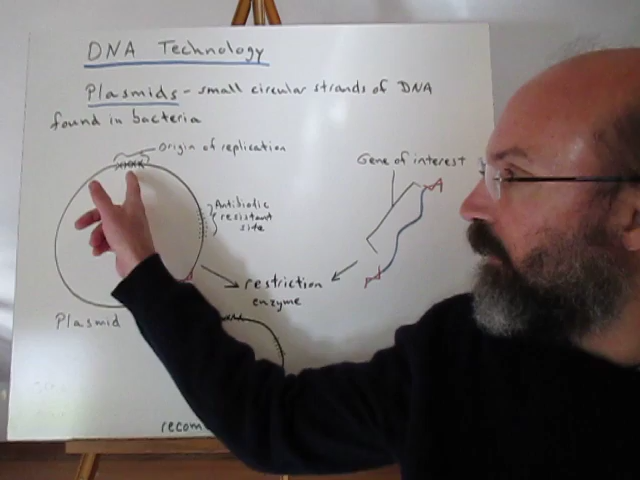 DNA Technology
Plasmids - small circular strands of DNA
found in bacteria
Origin of replication
Gene of interest
Antibiotic
resistant
site
restriction
enzyme
Plasmid
recom